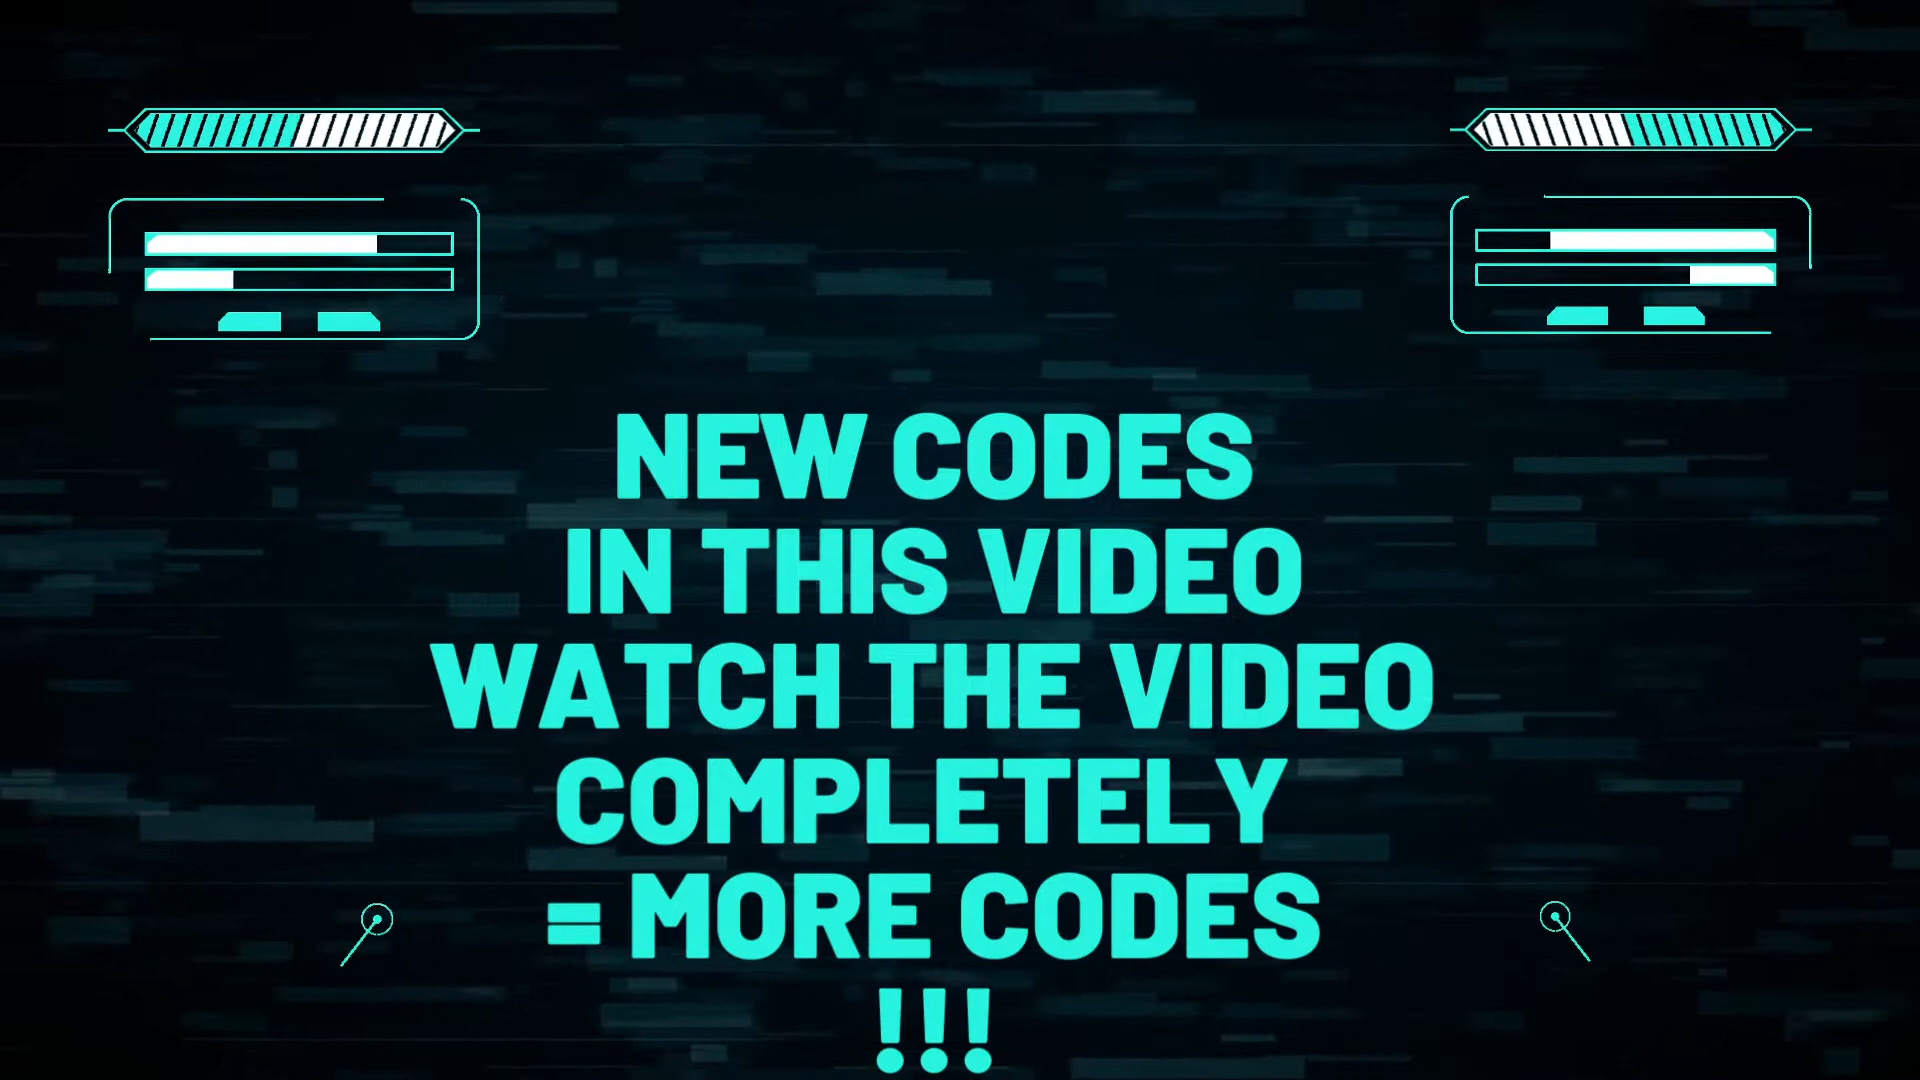 NEW CODES
IN THIS VIDEO
WATCH THE VIDEO
COMPLETELY
= MORE CODES
!!!